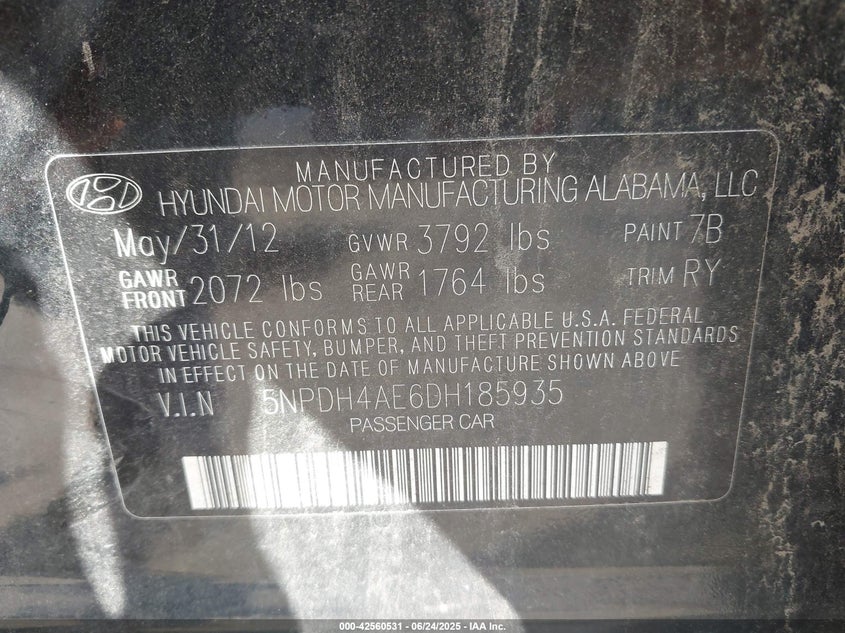 MANUFACTURED BY
HYUNDAI MOTOR MANUFACTURING ALABAMA, LLC
May/31/12 GVWR 3792 lbs PAINT 7B
GAWR FRONT 2072 lbs GAWR REAR 1764 lbs TRIM RY
THIS VEHICLE CONFORMS TO ALL APPLICABLE U.S.A. FEDERAL
MOTOR VEHICLE SAFETY, BUMPER, AND THEFT PREVENTION STANDARDS
IN EFFECT ON THE DATE OF MANUFACTURE SHOWN ABOVE
V.I.N 5NPDH4AE6DH185935
PASSENGER CAR
000-42560531 - 06/24/2025 - IAA Inc.